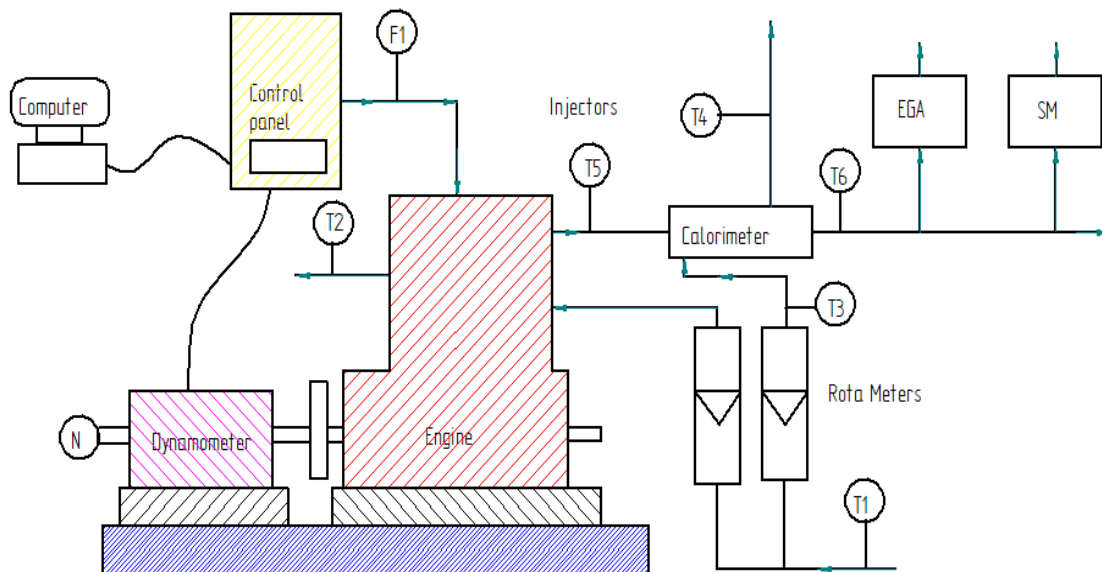 F1
Computer
Control
panel
Injectors
EGA
SM
T4
T5
T6
T2
Calorimeter
T3
Rota Meters
N
Dynamometer
Engine
T1